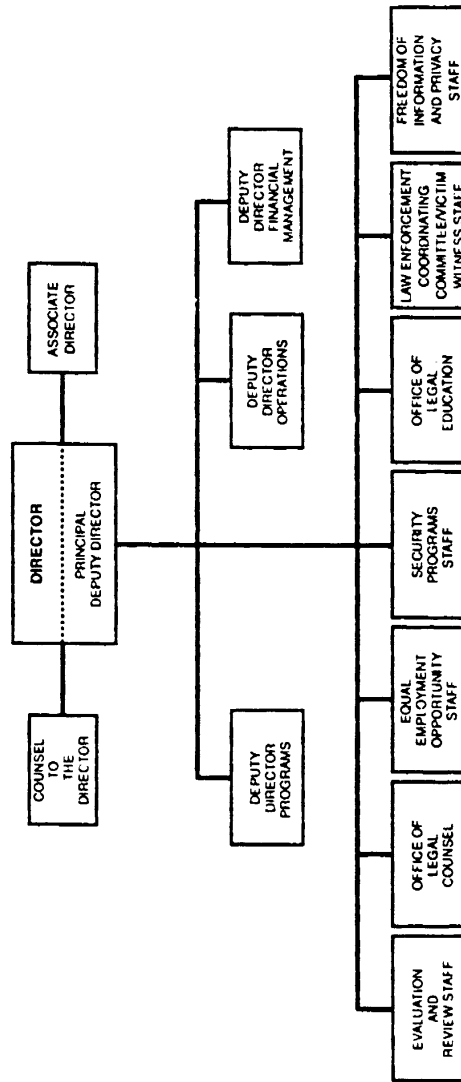 DIRECTOR
PRINCIPAL
DEPUTY DIRECTOR
COUNSEL
TO
THE
DIRECTOR
ASSOCIATE
DIRECTOR
DEPUTY
DIRECTOR
PROGRAMS
DEPUTY
DIRECTOR
OPERATIONS
DEPUTY
DIRECTOR
FINANCIAL
MANAGEMENT
EVALUATION
AND
REVIEW STAFF
OFFICE OF
LEGAL
COUNSEL
EQUAL
EMPLOYMENT
OPPORTUNITY
STAFF
SECURITY
PROGRAMS
STAFF
OFFICE OF
LEGAL
EDUCATION
LAW ENFORCEMENT
COORDINATING
COMMITTEE/VICTIM
WITNESS STAFF
FREEDOM OF
INFORMATION
AND PRIVACY
STAFF